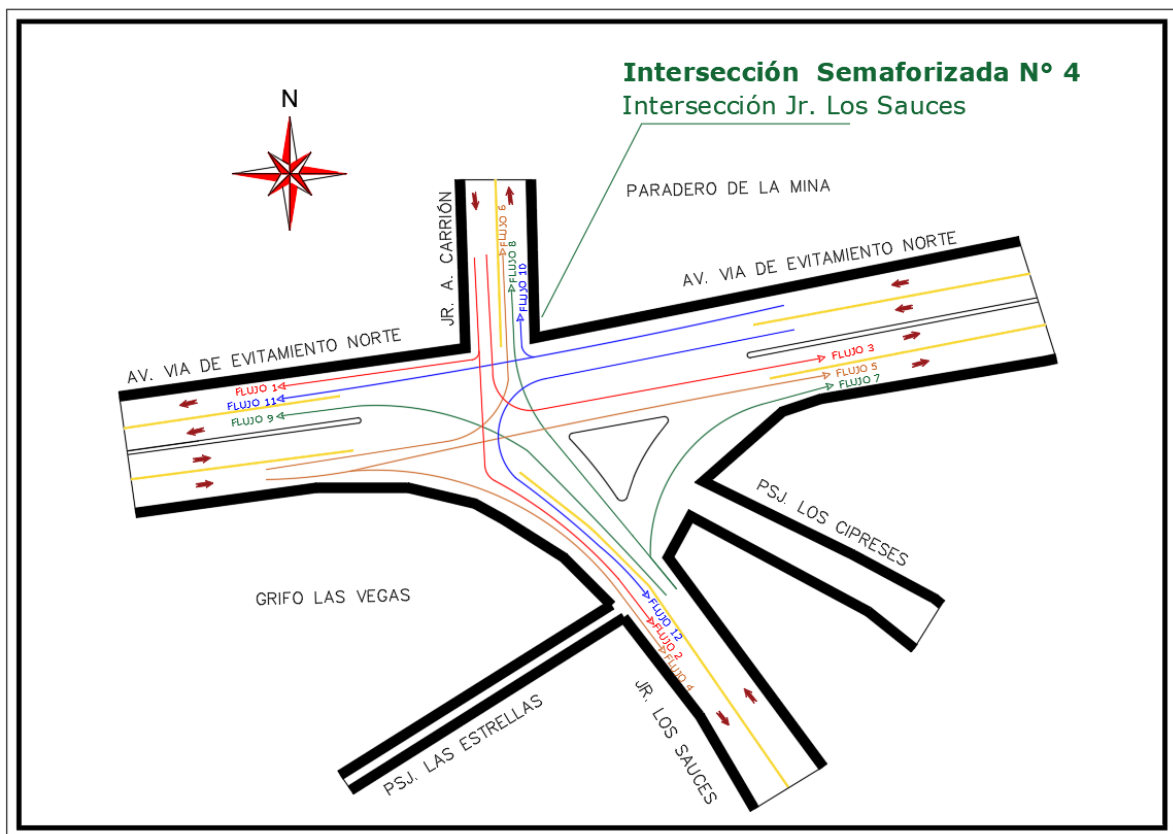 Intersección Semaforizada N° 4
Intersección Jr. Los Sauces
N
PARADERO DE LA MINA
JR. A. CARRIÓN
FLUJO 6
FLUJO 8
FLUJO 10
AV. VIA DE EVITAMIENTO NORTE
AV. VIA DE EVITAMIENTO NORTE
FLUJO 1
FLUJO 11
FLUJO 9
FLUJO 3
FLUJO 5
FLUJO 7
PSJ. LOS CIPRESES
GRIFO LAS VEGAS
FLUJO 12
FLUJO 2
FLUJO 4
JR. LOS SAUCES
PSJ. LAS ESTRELLAS